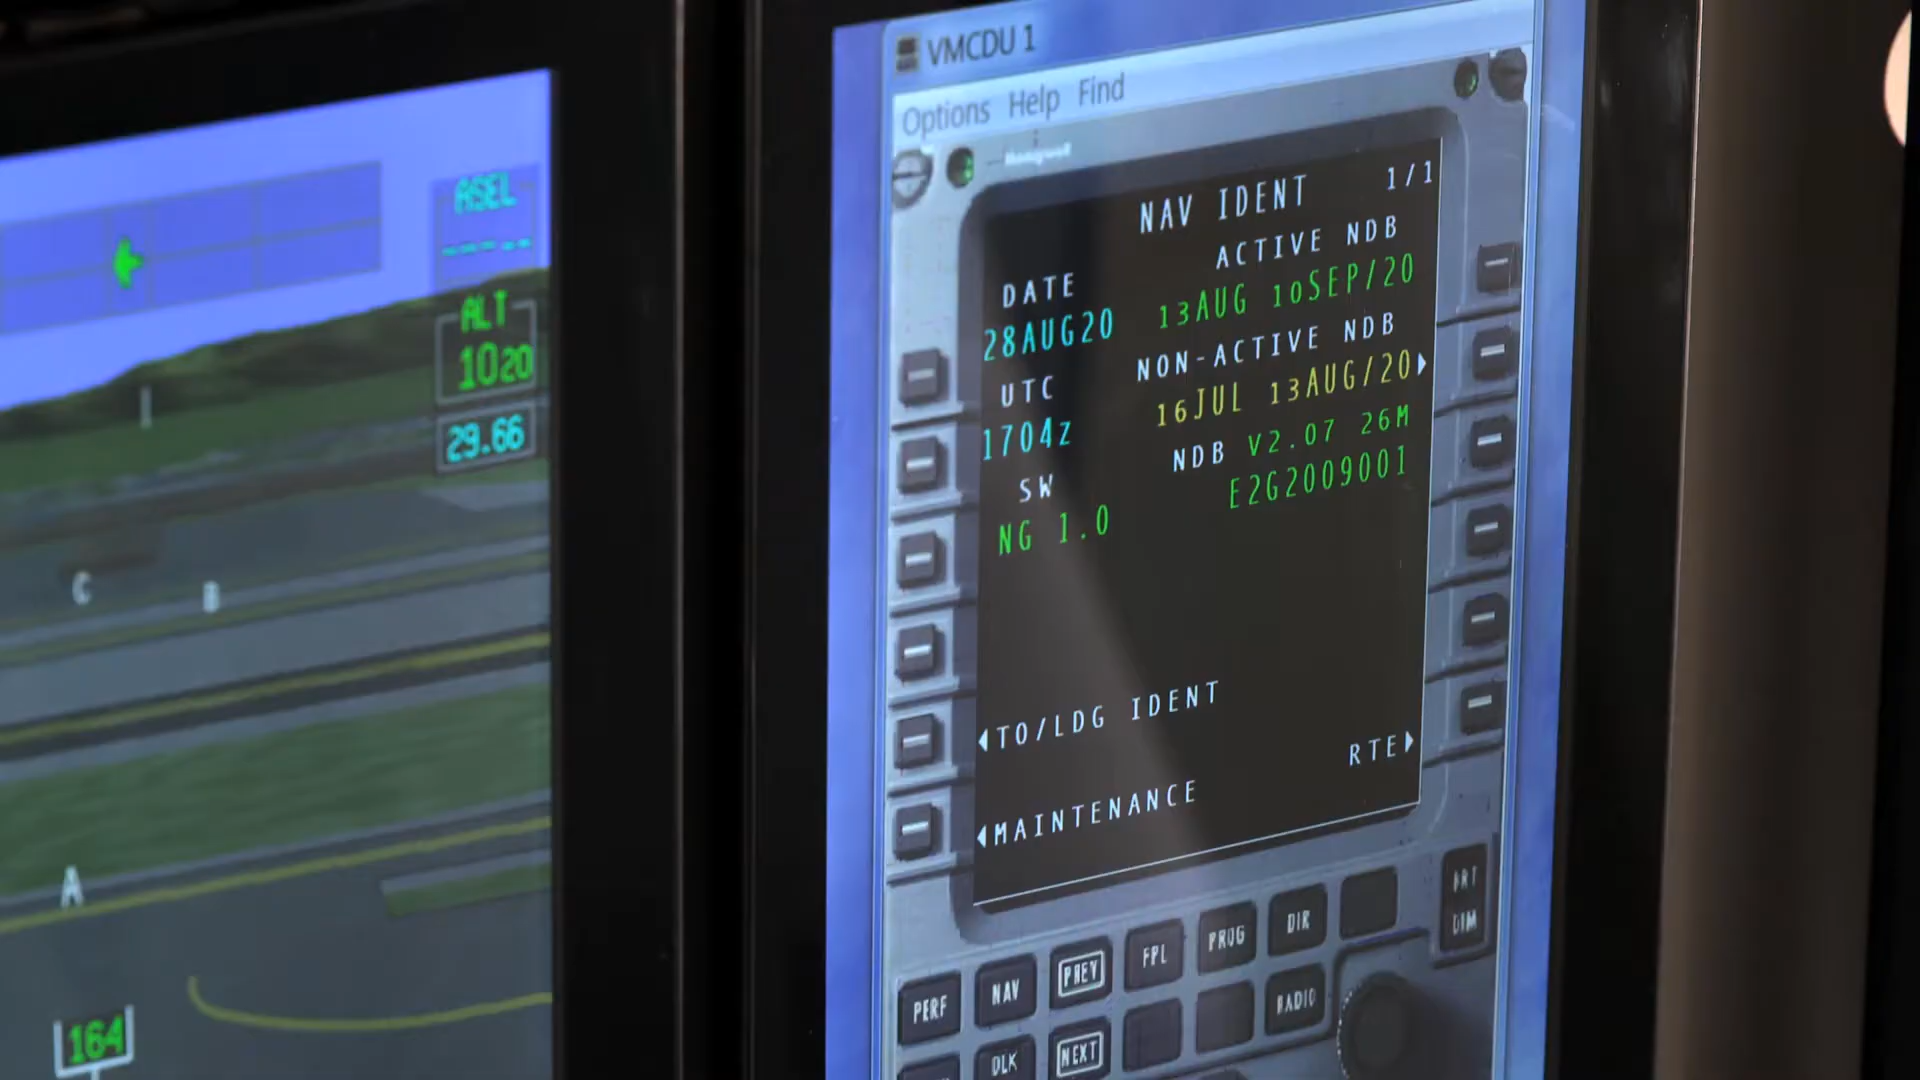 ASEL
-----
ALT
1020
29.66
C
B
A
164
VMCDU 1
Options Help Find
Honeywell
NAV IDENT 1/1
DATE ACTIVE NDB
28AUG20 13AUG 10SEP/20
UTC NON-ACTIVE NDB
1704z 16JUL 13AUG/20
SW NDB V2.07 26M
NG 1.0 E2G2009001
TO/LDG IDENT
RTE
MAINTENANCE
PERF NAV PREV FPL PROG DIR
BRT
DIM
DLK NEXT RADIO